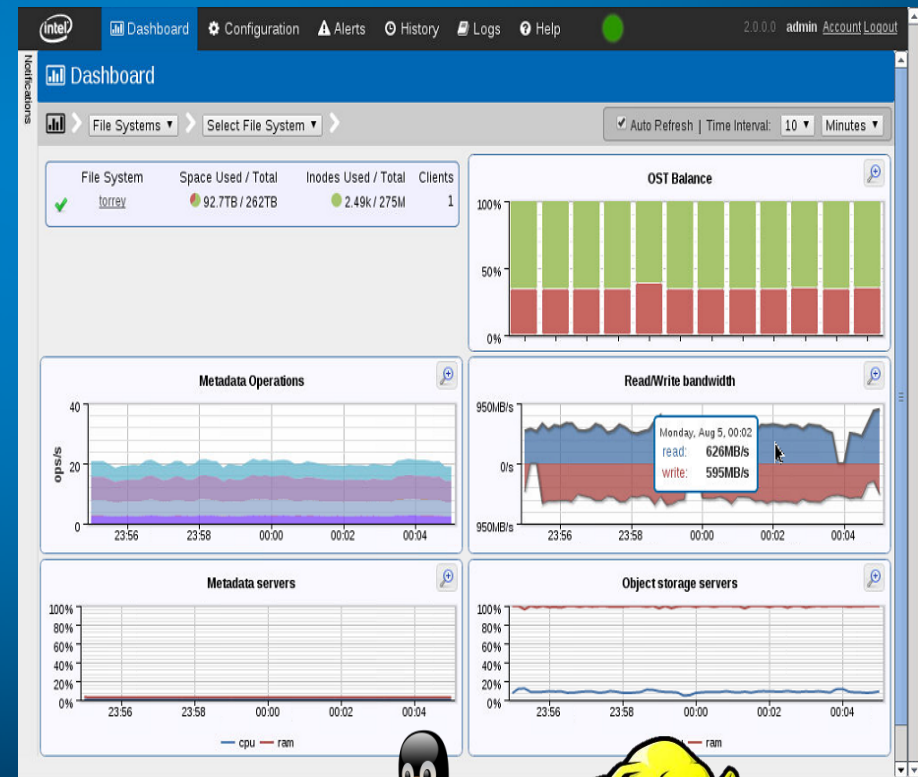 intel Dashboard Configuration Alerts History Logs Help 2.0.0.0 admin Account Logout
Notifications
Dashboard
File Systems ▼ Select File System ▼ Auto Refresh | Time Interval: 10 ▼ Minutes ▼
File System Space Used / Total Inodes Used / Total Clients
torrey 92.7TB / 262TB 2.49k / 275M 1
OST Balance
100%
50%
0%
Metadata Operations
40
20
0
ops/s
23:56 23:58 00:00 00:02 00:04
Read/Write bandwidth
950MB/s
0/s
950MB/s
Monday, Aug 5, 00:02
read: 626MB/s
write: 595MB/s
23:56 23:58 00:00 00:02 00:04
Metadata servers
100%
80%
60%
40%
20%
0%
23:56 23:58 00:00 00:02 00:04
cpu ram
Object storage servers
100%
80%
60%
40%
20%
0%
23:56 23:58 00:00 00:02 00:04
ram